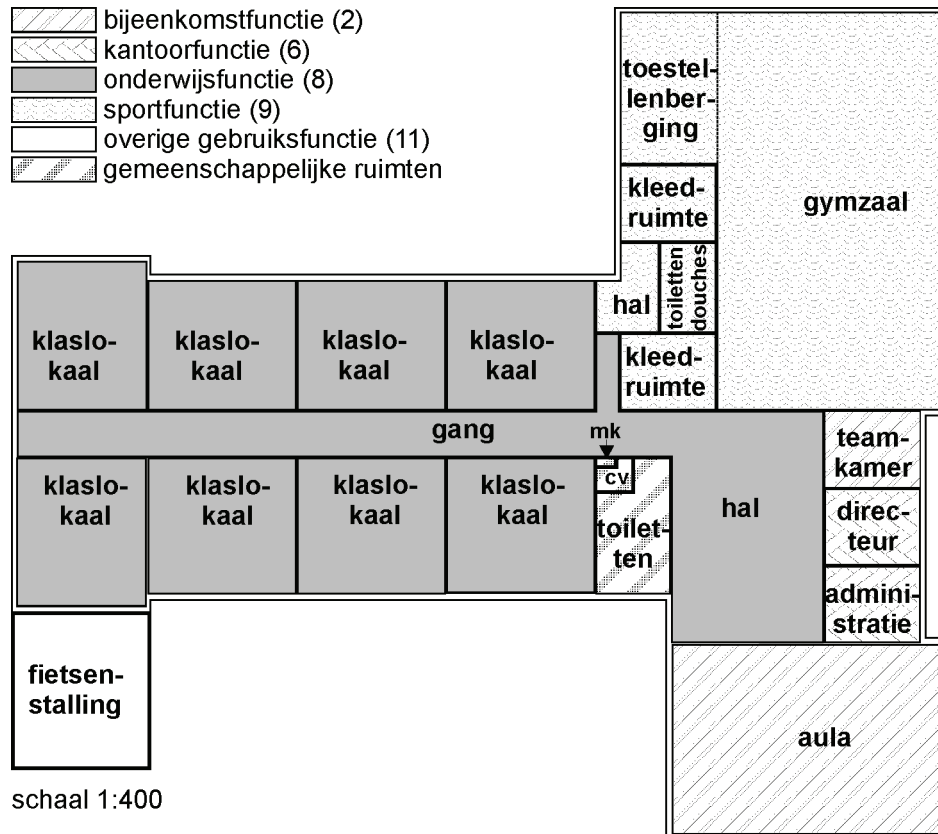 bijeenkomstfunctie (2)
kantoorfunctie (6)
onderwijsfunctie (8)
sportfunctie (9)
overige gebruiksfunctie (11)
gemeenschappelijke ruimten
toestel-
lenber-
ging
kleed-
ruimte
gymzaal
hal
toiletten
douches
kleed-
ruimte
klaslo-
kaal
klaslo-
kaal
klaslo-
kaal
klaslo-
kaal
gang
mk
cv
team-
kamer
klaslo-
kaal
klaslo-
kaal
klaslo-
kaal
klaslo-
kaal
toilet-
ten
hal
direc-
teur
admini-
stratie
fietsen-
stalling
aula
schaal 1:400